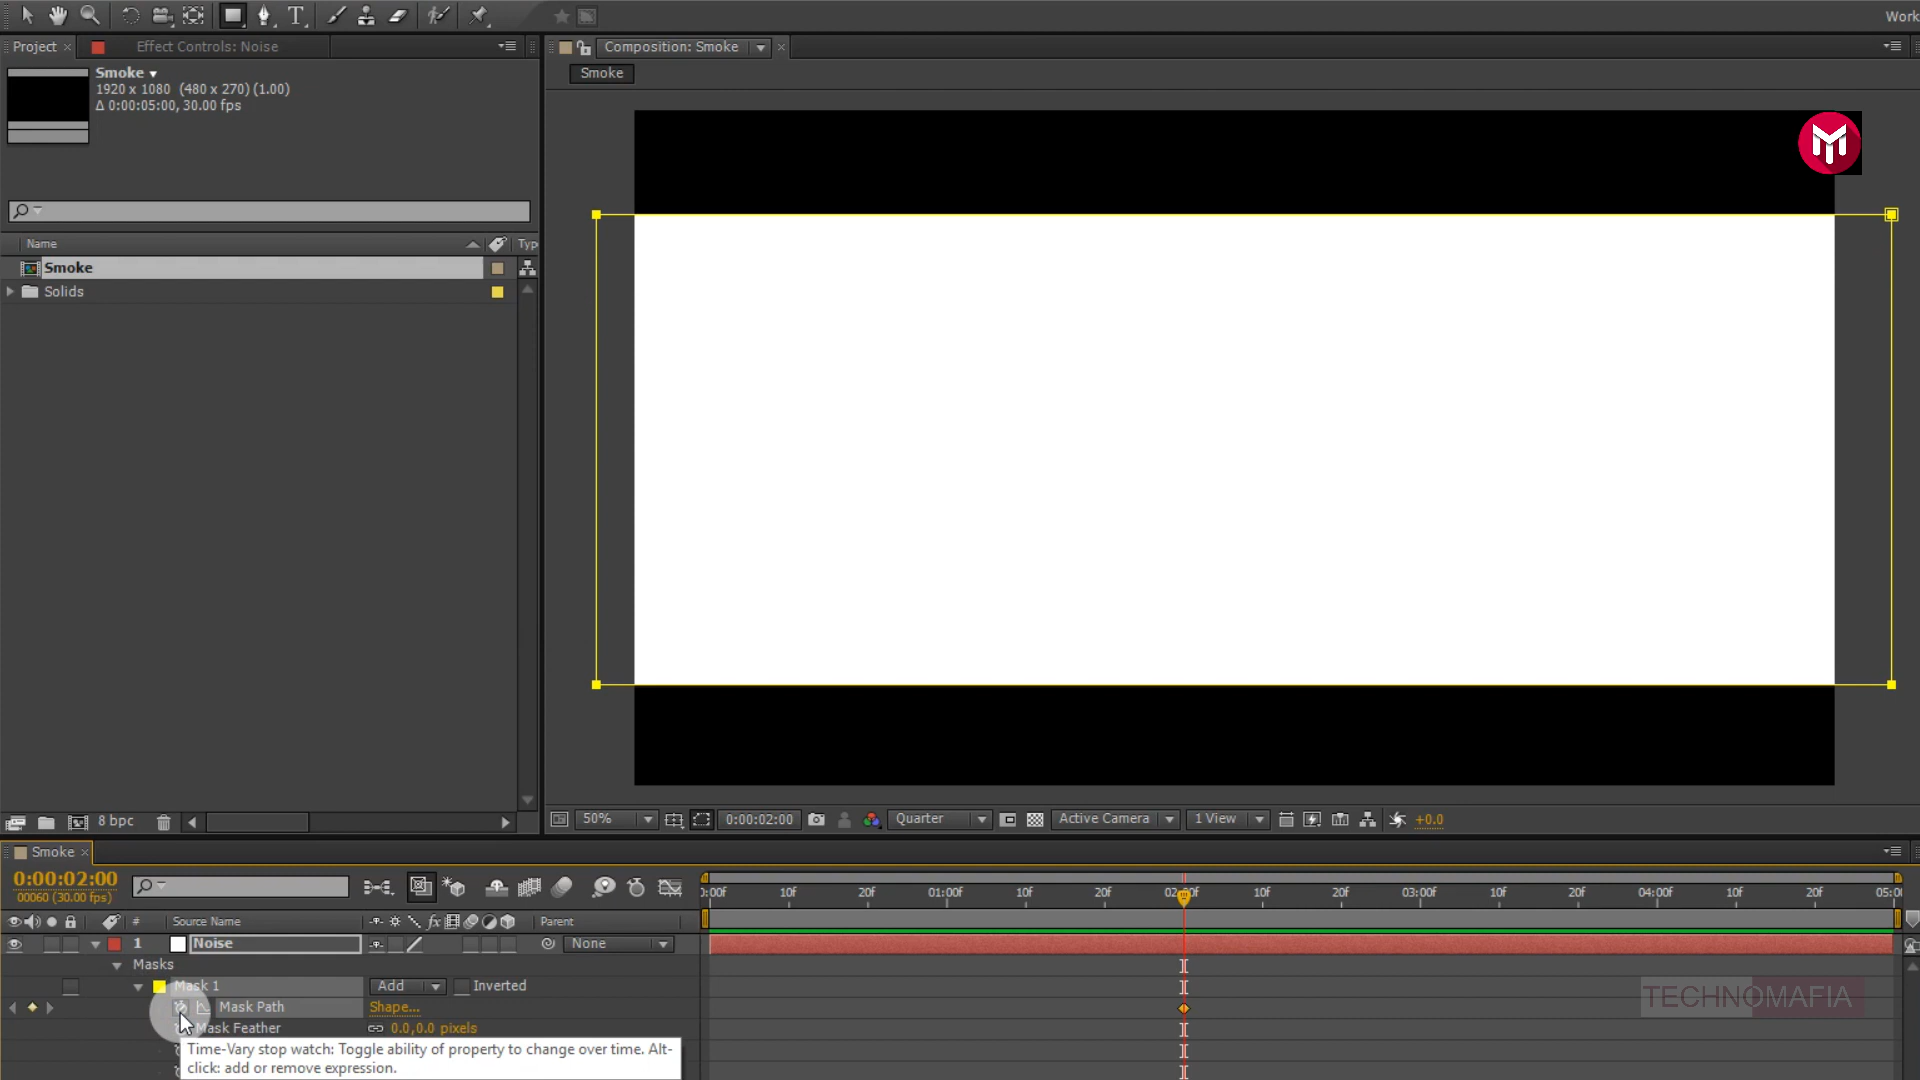 Work
Project × Effect Controls: Noise
Composition: Smoke
Smoke
Smoke
1920 x 1080 (480 x 270) (1.00)
Δ 0:00:05:00, 30.00 fps
Name Typ
Smoke
Solids
8 bpc
50% 0:00:02:00 Quarter Active Camera 1 View +0.0
Smoke ×
0:00:02:00
00060 (30.00 fps)
):00f 10f 20f 01:00f 10f 20f 02:00f 10f 20f 03:00f 10f 20f 04:00f 10f 20f 05:0
# Source Name Parent
1 Noise None
Masks
Mask 1 Add Inverted
Mask Path Shape...
Mask Feather 0.0,0.0 pixels
Time-Vary stop watch: Toggle ability of property to change over time. Alt-
click: add or remove expression.
TECHNOMAFIA